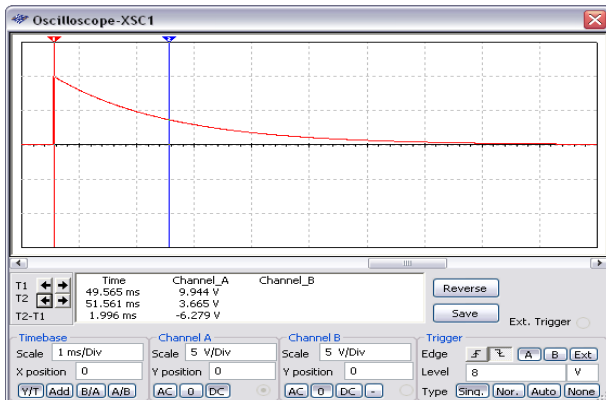 Oscilloscope-XSC1
1 2
T1
T2
T2-T1
Time Channel_A Channel_B
49.565 ms 9.944 V
51.561 ms 3.665 V
1.996 ms -6.279 V
Reverse
Save
Ext. Trigger
Timebase
Scale 1 ms/Div
X position 0
Y/T Add B/A A/B
Channel A
Scale 5 V/Div
Y position 0
AC 0 DC
Channel B
Scale 5 V/Div
Y position 0
AC 0 DC -
Trigger
Edge A B Ext
Level 8 V
Type Sing. Nor. Auto None